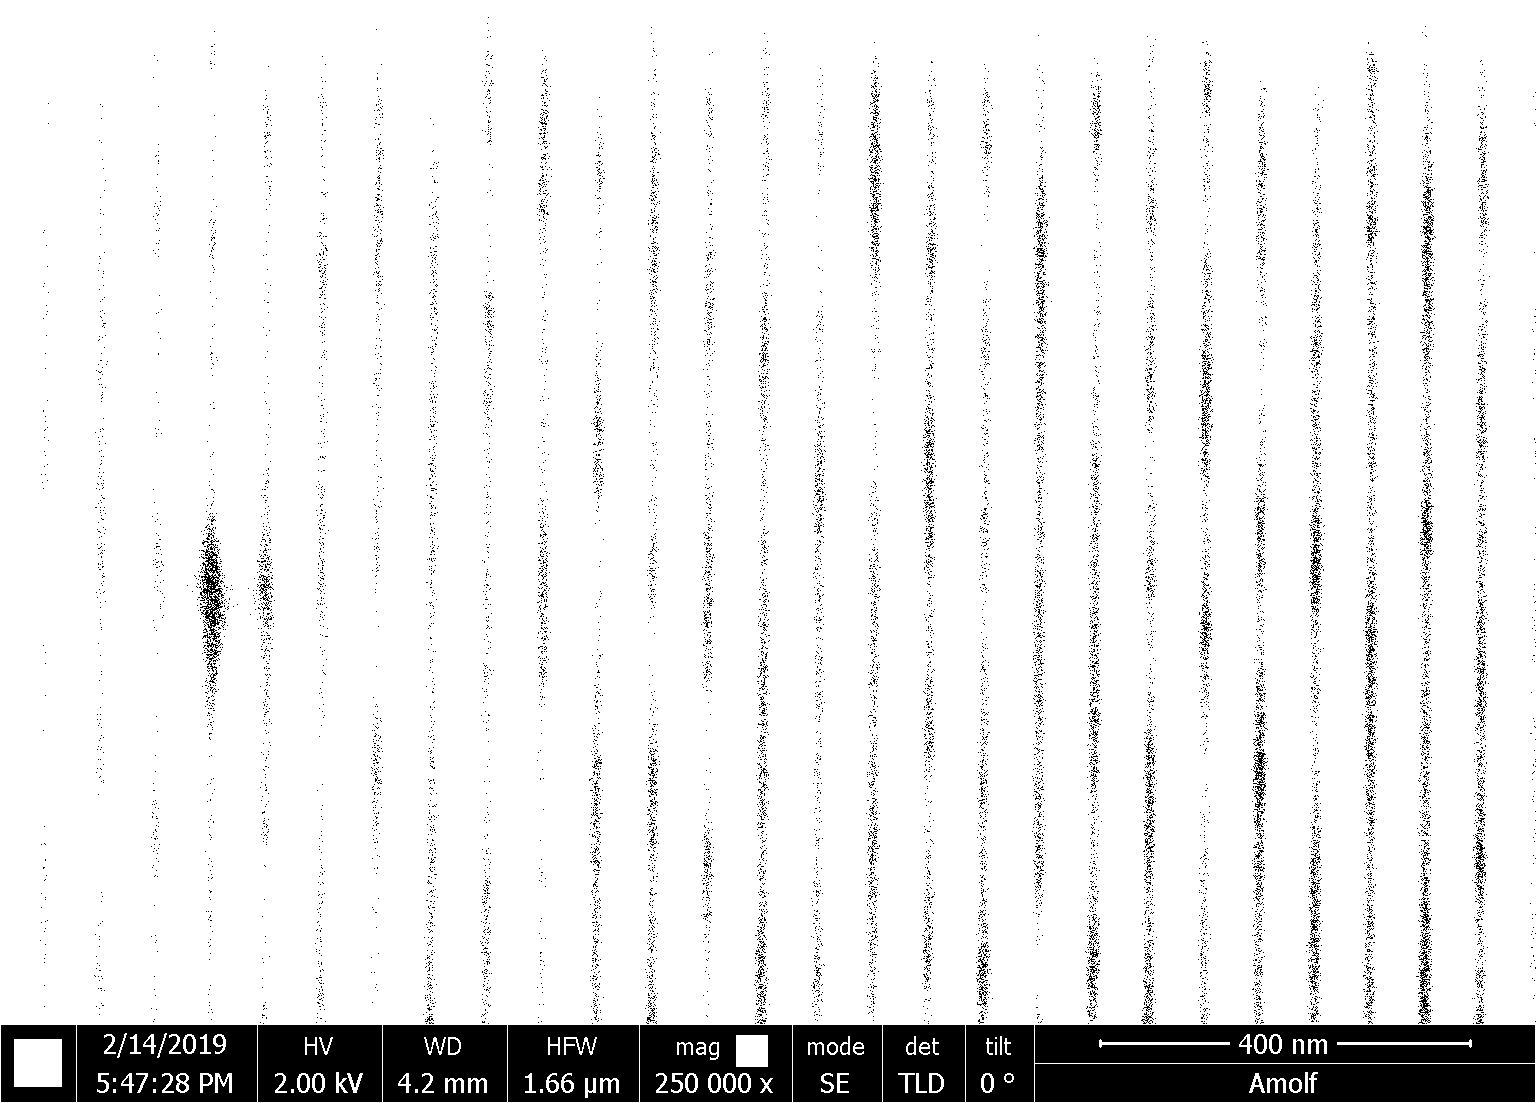 2/14/2019
5:47:28 PM
HV
2.00 kV
WD
4.2 mm
HFW
1.66 µm
mag
250 000 x
mode
SE
det
TLD
tilt
0 °
400 nm
Amolf